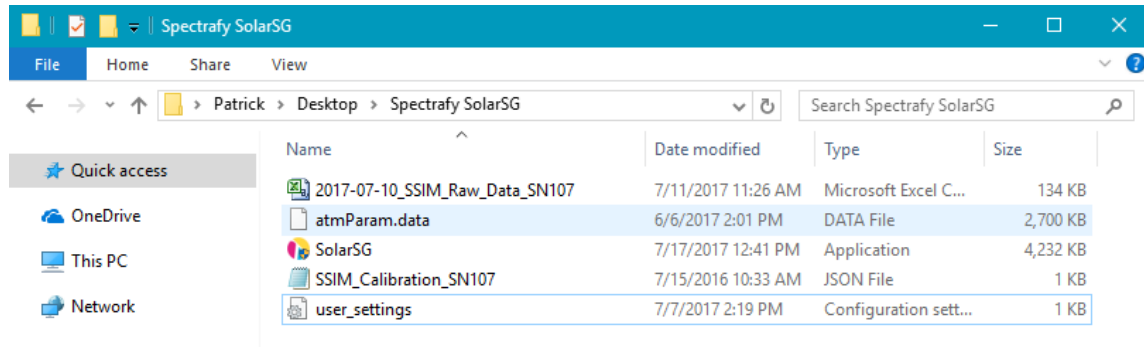 Spectrafy SolarSG
File Home Share View
Patrick > Desktop > Spectrafy SolarSG Search Spectrafy SolarSG
Name Date modified Type Size
Quick access
OneDrive
This PC
Network
2017-07-10_SSIM_Raw_Data_SN107 7/11/2017 11:26 AM Microsoft Excel C... 134 KB
atmParam.data 6/6/2017 2:01 PM DATA File 2,700 KB
SolarSG 7/17/2017 12:41 PM Application 4,232 KB
SSIM_Calibration_SN107 7/15/2016 10:33 AM JSON File 1 KB
user_settings 7/7/2017 2:19 PM Configuration sett... 1 KB